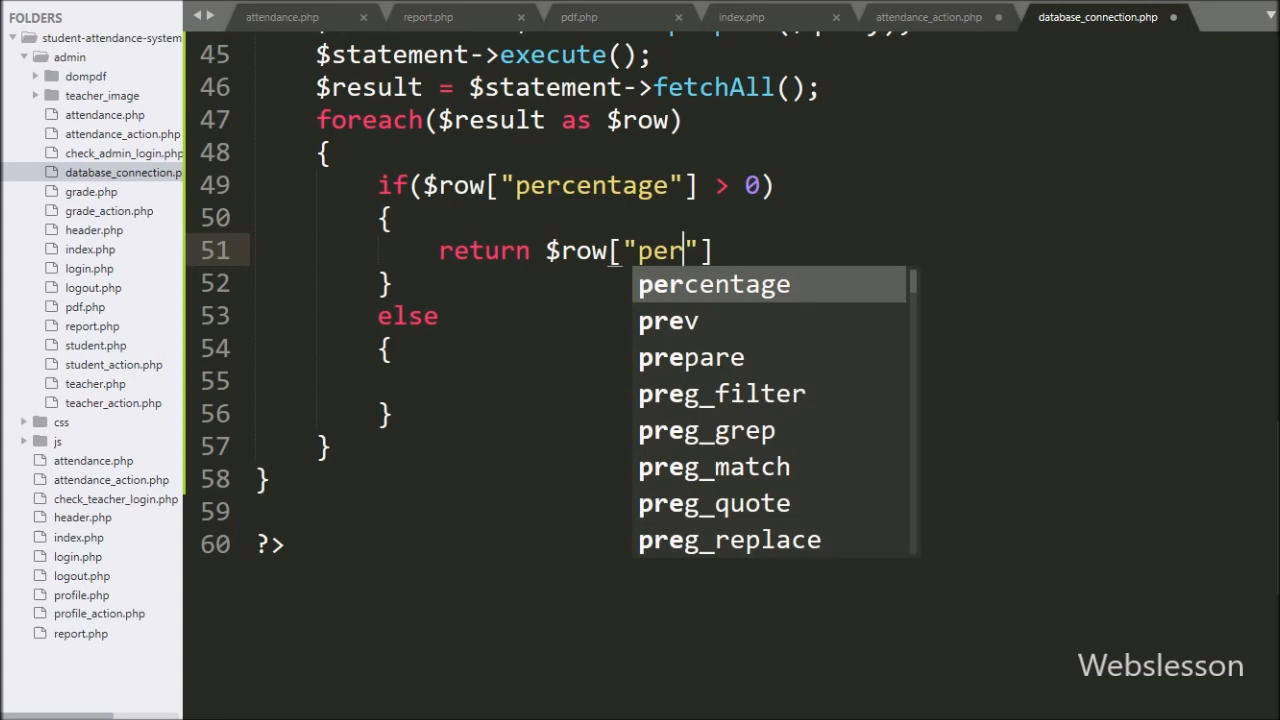 FOLDERS
student-attendance-system
admin
dompdf
teacher_image
attendance.php
attendance_action.php
check_admin_login.php
database_connection.p
grade.php
grade_action.php
header.php
index.php
login.php
logout.php
pdf.php
report.php
student.php
student_action.php
teacher.php
teacher_action.php
css
js
attendance.php
attendance_action.php
check_teacher_login.php
header.php
index.php
login.php
logout.php
profile.php
profile_action.php
report.php
attendance.php × report.php × pdf.php × index.php × attendance_action.php database_connection.php
45 $statement->execute();
46 $result = $statement->fetchAll();
47 foreach($result as $row)
48 {
49 if($row["percentage"] > 0)
50 {
51 return $row["per"]
52 }
53 else
54 {
55
56 }
57 }
58 }
59
60 ?>
percentage
prev
prepare
preg_filter
preg_grep
preg_match
preg_quote
preg_replace
Webslesson